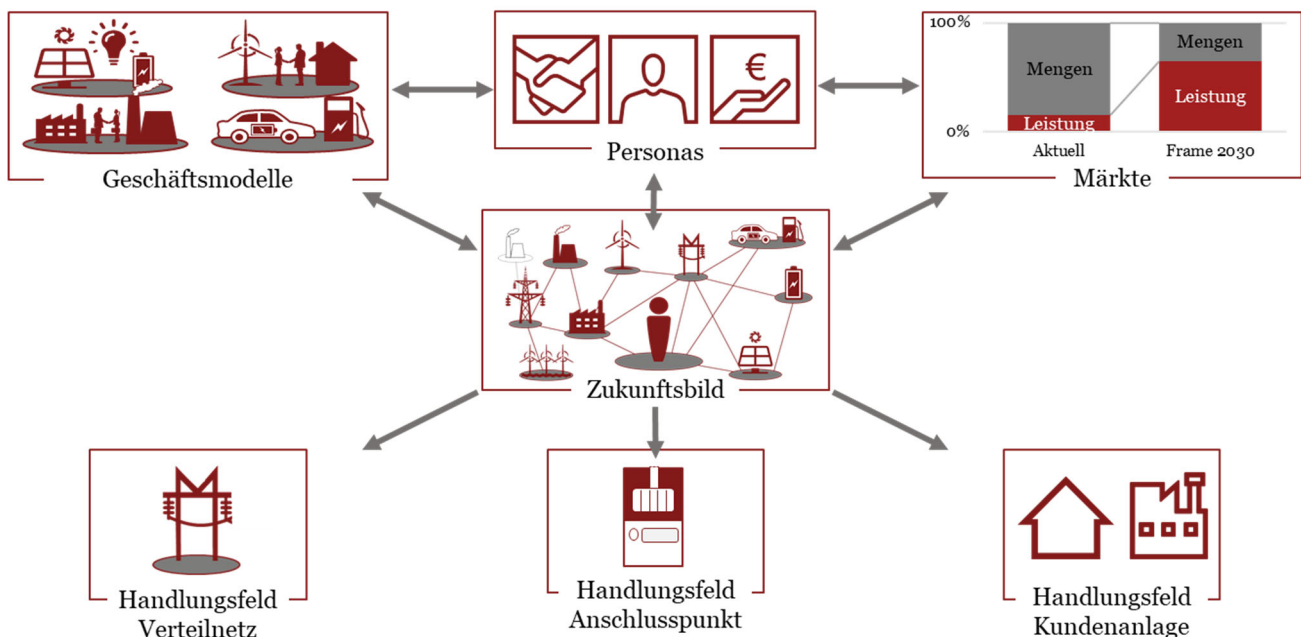 100%
Mengen
Mengen
Leistung
Leistung
0%
Aktuell
Frame 2030
Geschäftsmodelle
Personas
€
Märkte
Zukunftsbild
Handlungsfeld
Verteilnetz
Handlungsfeld
Anschlusspunkt
Handlungsfeld
Kundenanlage